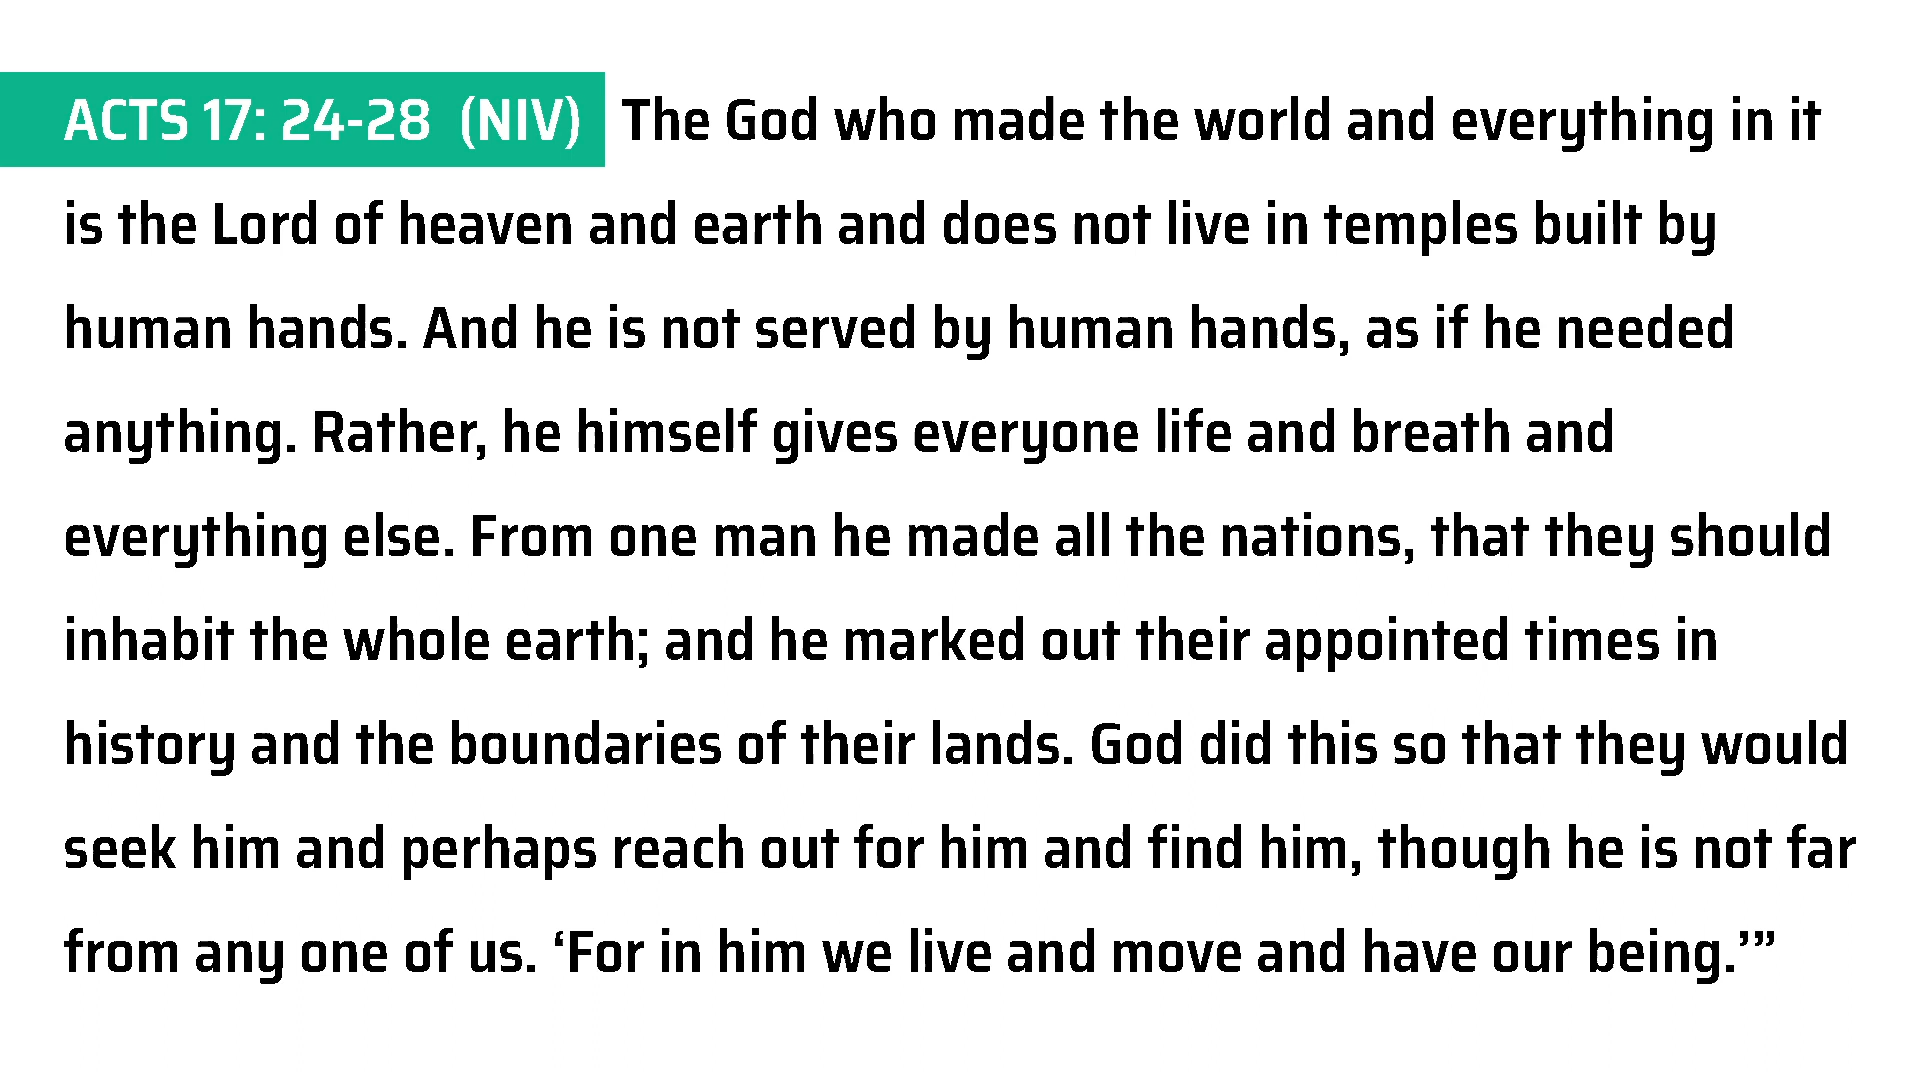 ACTS 17: 24-28 (NIV) The God who made the world and everything in it
is the Lord of heaven and earth and does not live in temples built by
human hands. And he is not served by human hands, as if he needed
anything. Rather, he himself gives everyone life and breath and
everything else. From one man he made all the nations, that they should
inhabit the whole earth; and he marked out their appointed times in
history and the boundaries of their lands. God did this so that they would
seek him and perhaps reach out for him and find him, though he is not far
from any one of us. ‘For in him we live and move and have our being.’”